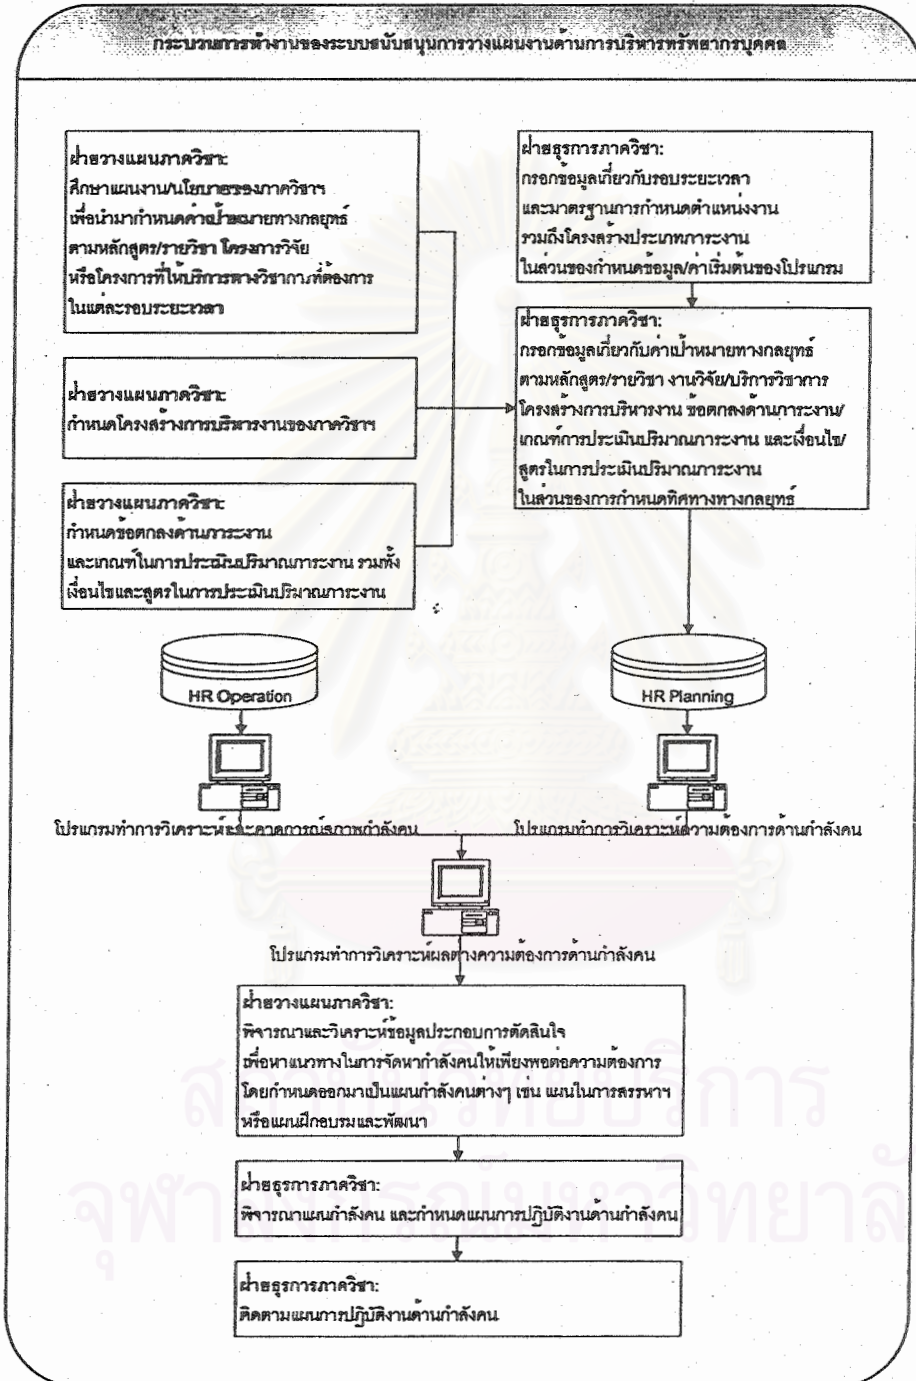 กระบวนการทำงานของระบบสนับสนุนการวางแผนงานด้านการบริหารทรัพยากรบุคคล
ฝ่ายวางแผนภาควิชา:
ศึกษาแผนงาน/นโยบายของภาควิชาฯ
เพื่อนำมากำหนดค่าเป้าหมายทางกลยุทธ์
ตามหลักสูตร/รายวิชา โครงการวิจัย
หรือโครงการที่ให้บริการทางวิชาการที่ต้องการ
ในแต่ละรอบระยะเวลา
ฝ่ายวางแผนภาควิชา:
กำหนดโครงสร้างการบริหารงานของภาควิชาฯ
ฝ่ายวางแผนภาควิชา:
กำหนดข้อตกลงด้านภาระงาน
และเกณฑ์ในการประเมินปริมาณภาระงาน รวมทั้ง
เงื่อนไขและสูตรในการประเมินปริมาณภาระงาน
ฝ่ายธุรการภาควิชา:
กรอกข้อมูลเกี่ยวกับรอบระยะเวลา
และมาตรฐานการกำหนดตำแหน่งงาน
รวมถึงโครงสร้างประเภทภาระงาน
ในส่วนของกำหนดข้อมูล/ค่าเริ่มต้นของโปรแกรม
ฝ่ายธุรการภาควิชา:
กรอกข้อมูลเกี่ยวกับค่าเป้าหมายทางกลยุทธ์
ตามหลักสูตร/รายวิชา งานวิจัย/บริการวิชาการ
โครงสร้างการบริหารงาน ข้อตกลงด้านภาระงาน/
เกณฑ์การประเมินปริมาณภาระงาน และเงื่อนไข/
สูตรในการประเมินปริมาณภาระงาน
ในส่วนของการกำหนดทิศทางทางกลยุทธ์
HR Operation
HR Planning
โปรแกรมทำการวิเคราะห์และคาดการณ์สภาพกำลังคน
โปรแกรมทำการวิเคราะห์ความต้องการด้านกำลังคน
โปรแกรมทำการวิเคราะห์ผลต่างความต้องการด้านกำลังคน
ฝ่ายวางแผนภาควิชา:
พิจารณาและวิเคราะห์ข้อมูลประกอบการตัดสินใจ
เพื่อหาแนวทางในการจัดหากำลังคนให้เพียงพอต่อความต้องการ
โดยกำหนดออกมาเป็นแผนกำลังคนต่างๆ เช่น แผนในการสรรหาฯ
หรือแผนฝึกอบรมและพัฒนา
ฝ่ายธุรการภาควิชา:
พิจารณาแผนกำลังคน และกำหนดแผนการปฏิบัติงานด้านกำลังคน
ฝ่ายธุรการภาควิชา:
ติดตามแผนการปฏิบัติงานด้านกำลังคน
สถาบันวิทยบริการ